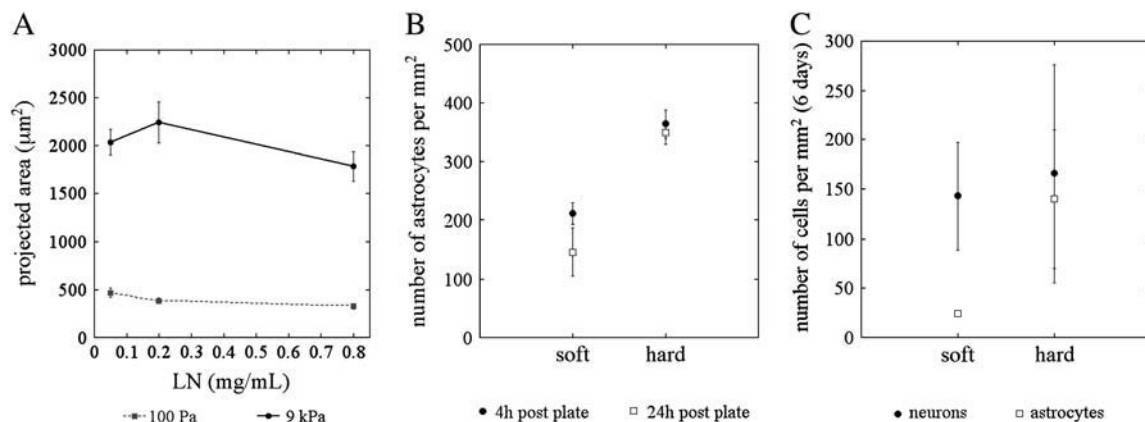 A
projected area (μm²)
3000
2500
2000
1500
1000
500
0
0 0.1 0.2 0.3 0.4 0.5 0.6 0.7 0.8
LN (mg/mL)
100 Pa 9 kPa
B
number of astrocytes per mm²
500
400
300
200
100
0
soft hard
4h post plate 24h post plate
C
number of cells per mm² (6 days)
300
250
200
150
100
50
0
soft hard
neurons astrocytes